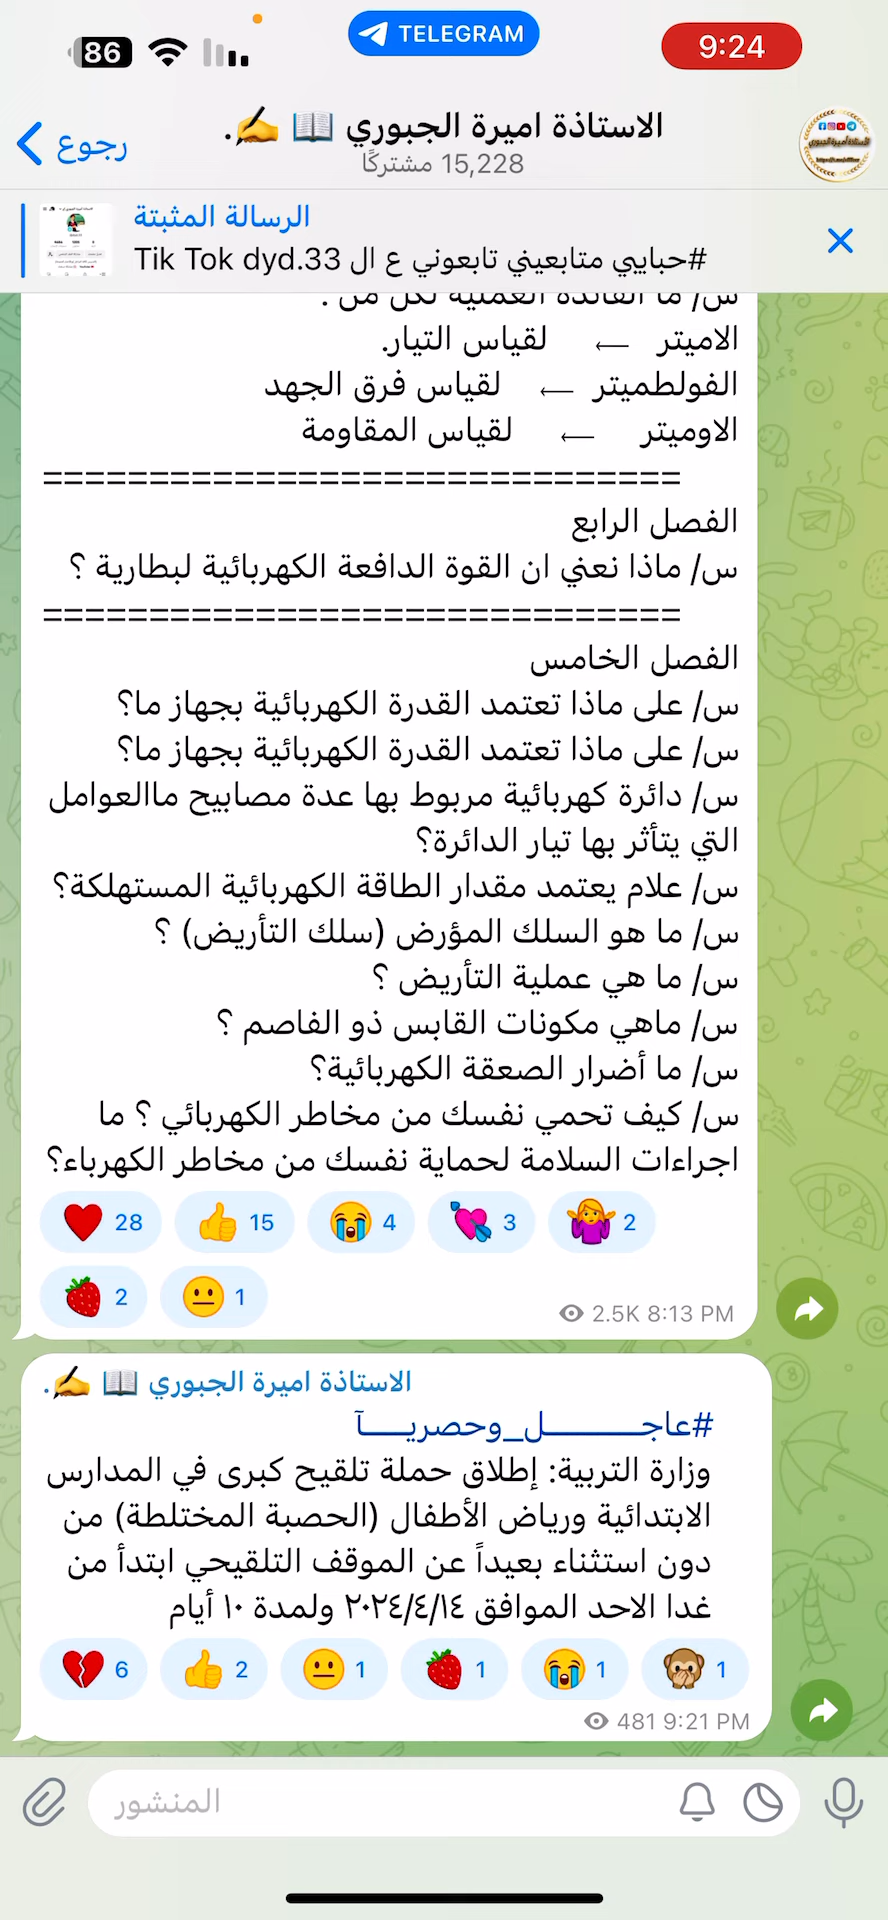 86
TELEGRAM
9:24
رجوع
الاستاذة اميرة الجبوري 📖 ✍️.
15,228 مشتركًا
الرسالة المثبتة
#حبايبي متابعيني تابعوني ع ال Tik Tok dyd.33
س/ ما الفائدة العملية لكل من .
الاميتر ← لقياس التيار.
الفولطميتر ← لقياس فرق الجهد
الاوميتر ← لقياس المقاومة
==============================
الفصل الرابع
س/ ماذا نعني ان القوة الدافعة الكهربائية لبطارية ؟
==============================
الفصل الخامس
س/ على ماذا تعتمد القدرة الكهربائية بجهاز ما؟
س/ على ماذا تعتمد القدرة الكهربائية بجهاز ما؟
س/ دائرة كهربائية مربوط بها عدة مصابيح ماالعوامل
التي يتأثر بها تيار الدائرة؟
س/ علام يعتمد مقدار الطاقة الكهربائية المستهلكة؟
س/ ما هو السلك المؤرض (سلك التأريض) ؟
س/ ما هي عملية التأريض ؟
س/ ماهي مكونات القابس ذو الفاصم ؟
س/ ما أضرار الصعقة الكهربائية؟
س/ كيف تحمي نفسك من مخاطر الكهربائي ؟ ما
اجراءات السلامة لحماية نفسك من مخاطر الكهرباء؟
❤️ 28 👍 15 😭 4 💘 3 🤷‍♀️ 2
🍓 2 😐 1
2.5K 8:13 PM
الاستاذة اميرة الجبوري 📖 ✍️.
#عاجـــــــــل_وحصريـــــآ
وزارة التربية: إطلاق حملة تلقيح كبرى في المدارس
الابتدائية ورياض الأطفال (الحصبة المختلطة) من
دون استثناء بعيداً عن الموقف التلقيحي ابتدأ من
غدا الاحد الموافق ٢٠٢٤/٤/١٤ ولمدة ١٠ أيام
💔 6 👍 2 😐 1 🍓 1 😭 1 🙊 1
481 9:21 PM
المنشور